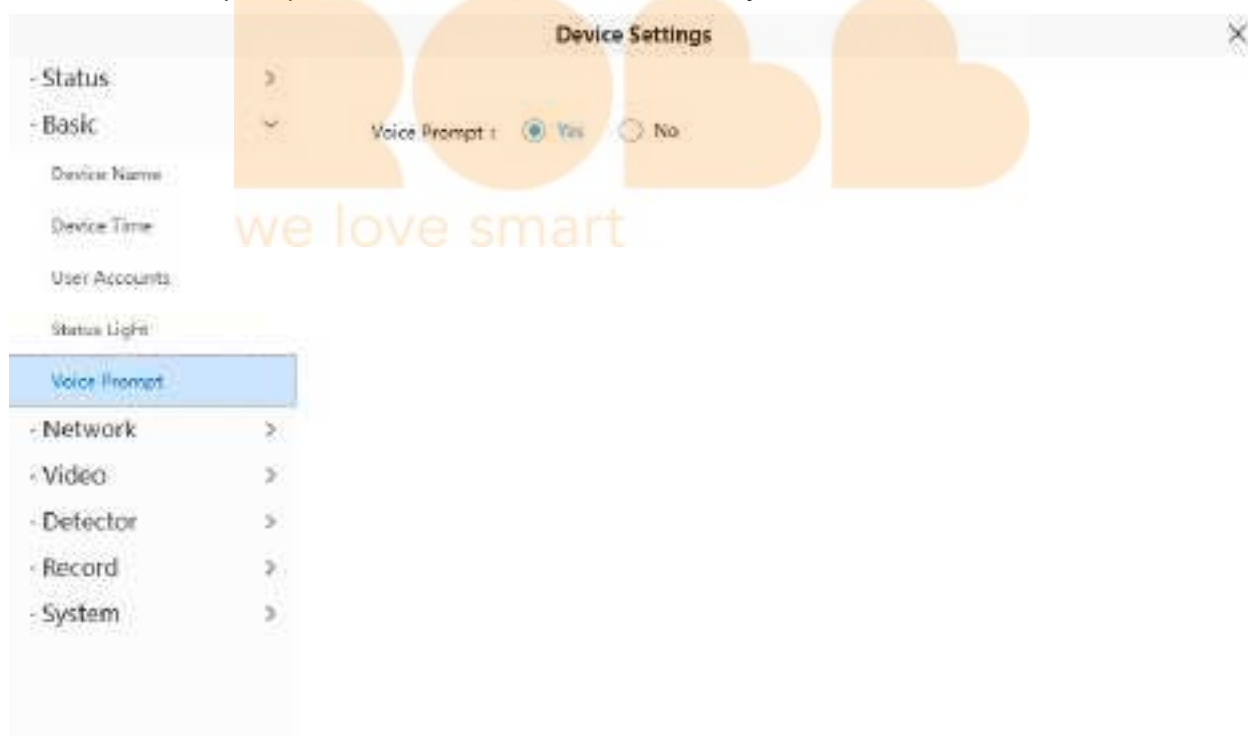 Device Settings
- Status
- Basic
Voice Prompt : Yes No
Device Name
Device Time
User Accounts
Status Light
Voice Prompt
- Network
- Video
- Detector
- Record
- System
ROBB
we love smart